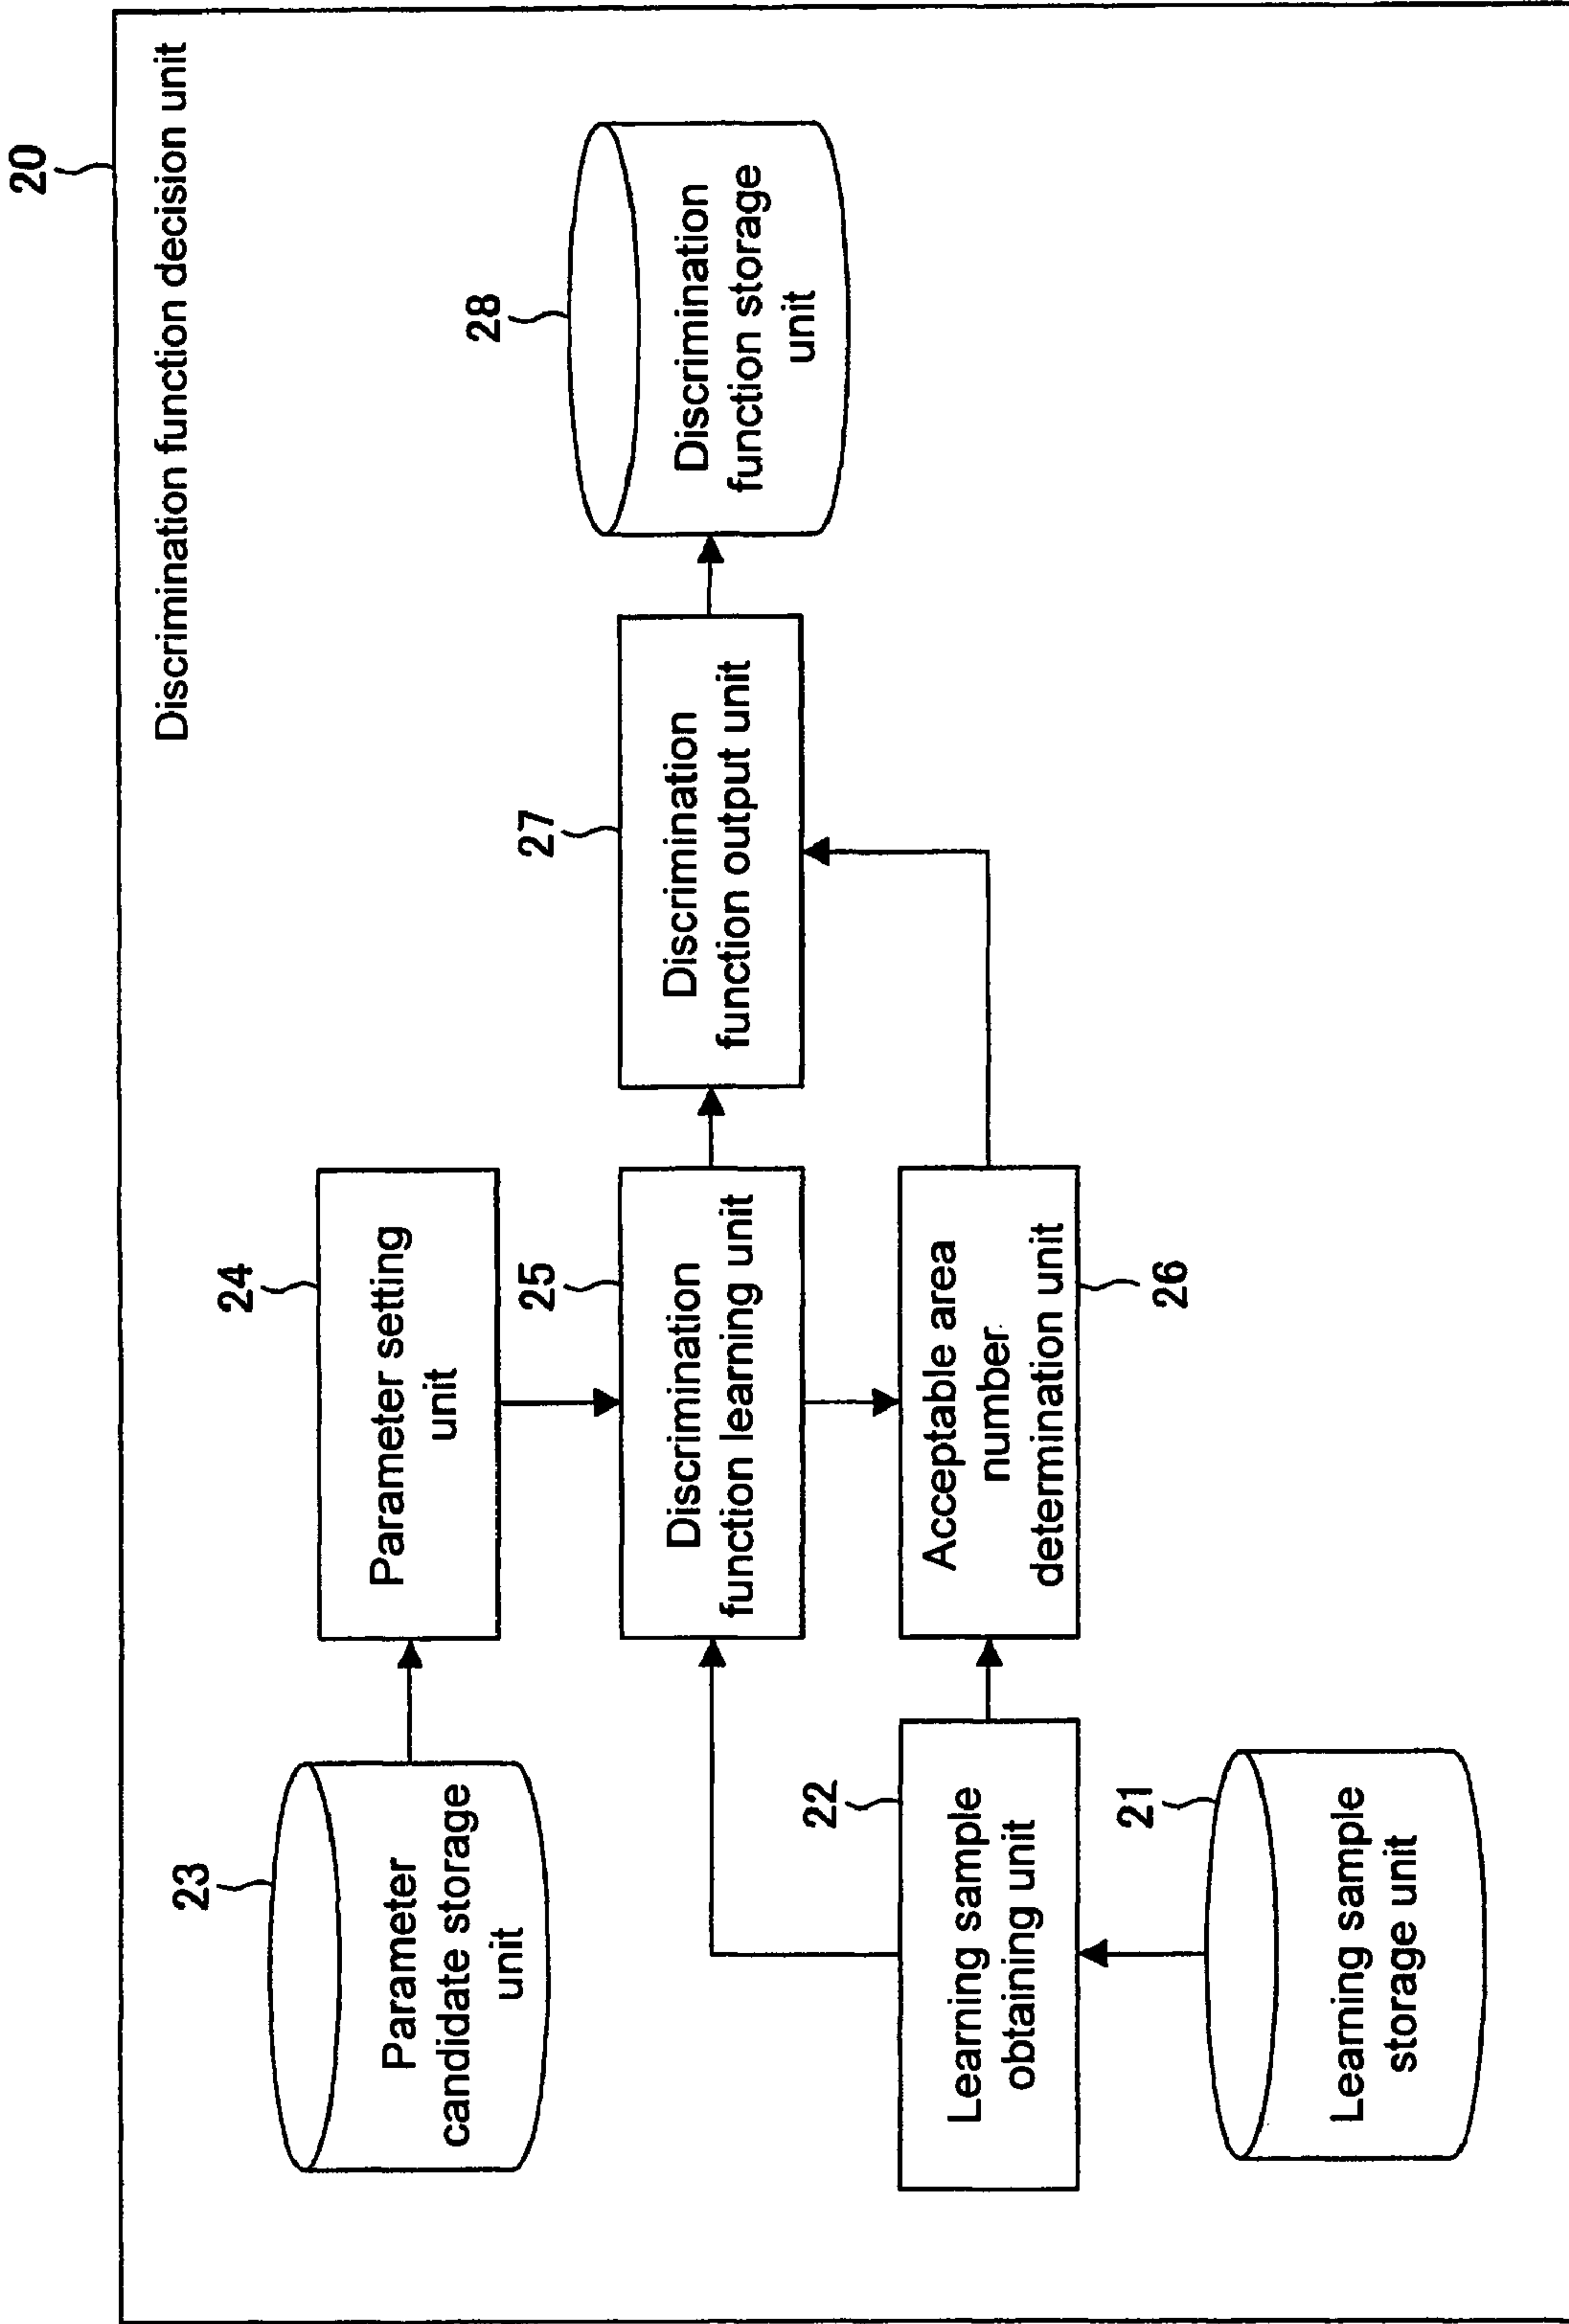 20
Discrimination function decision unit
23
Parameter
candidate storage
unit
24
Parameter setting
unit
25
Discrimination
function learning unit
27
Discrimination
function output unit
28
Discrimination
function storage
unit
22
Learning sample
obtaining unit
Acceptable area
number
determination unit
26
21
Learning sample
storage unit